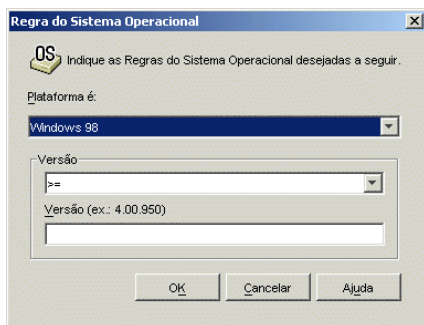 Regra do Sistema Operacional
OS
Indique as Regras do Sistema Operacional desejadas a seguir.
Plataforma é:
Windows 98
Versão
>=
Versão (ex.: 4.00.950)
OK Cancelar Ajuda